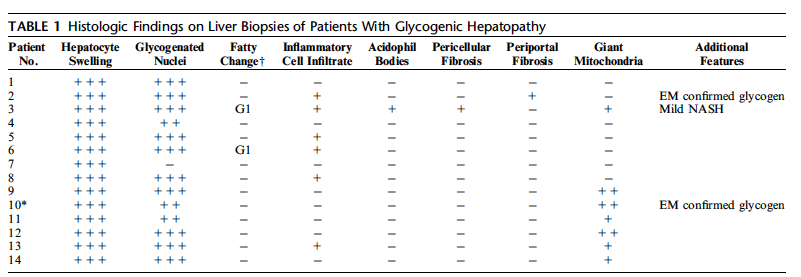 TABLE 1 Histologic Findings on Liver Biopsies of Patients With Glycogenic Hepatopathy
Patient No. Hepatocyte Swelling Glycogenated Nuclei Fatty Change† Inflammatory Cell Infiltrate Acidophil Bodies Pericellular Fibrosis Periportal Fibrosis Giant Mitochondria Additional Features
1 +++ +++ − − − − − −
2 +++ +++ − + − − + − EM confirmed glycogen
3 +++ +++ G1 + + + − + Mild NASH
4 +++ ++ − − − − − −
5 +++ +++ − + − − − −
6 +++ +++ G1 + − − − −
7 +++ − − − − − − −
8 +++ +++ − + − − − −
9 +++ +++ − − − − − ++
10* +++ ++ − − − − − ++ EM confirmed glycogen
11 +++ ++ − − − − − +
12 +++ +++ − − − − − ++
13 +++ +++ − + − − − +
14 +++ +++ − − − − − +